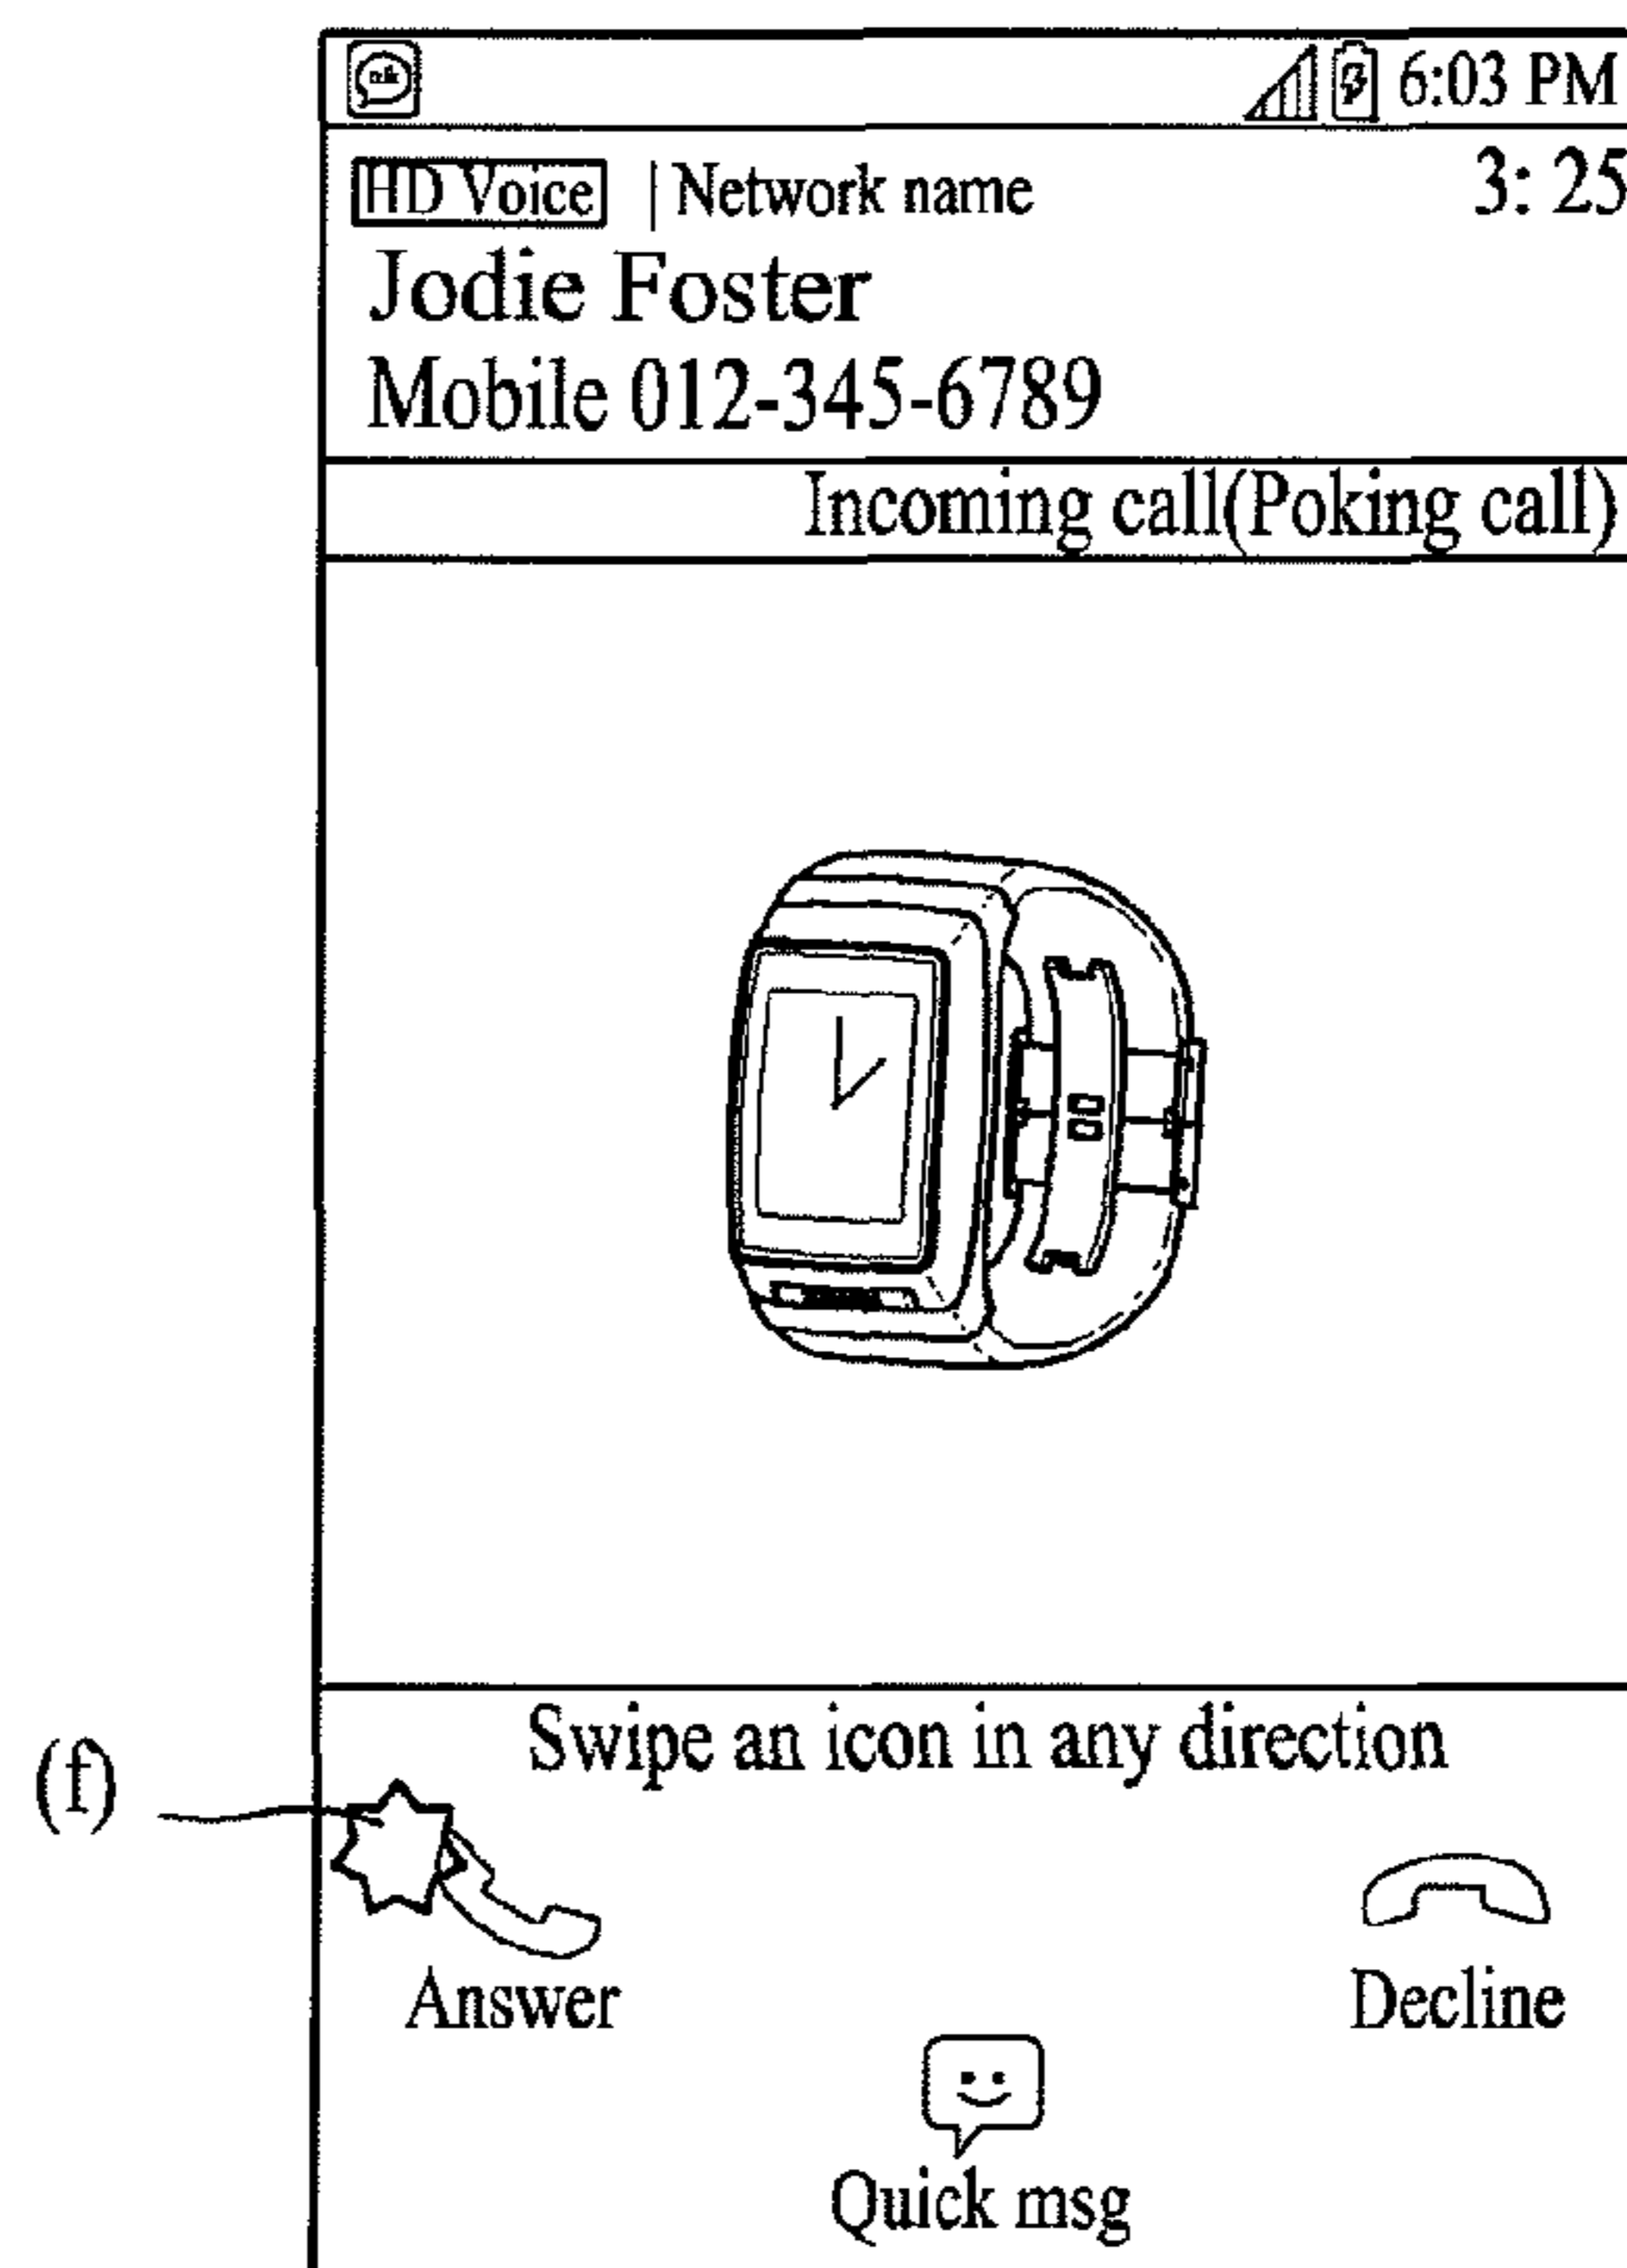 talk 6:03 PM
HD Voice | Network name 3: 25
Jodie Foster
Mobile 012-345-6789
Incoming call(Poking call)
Swipe an icon in any direction
(f)
Answer Decline
Quick msg